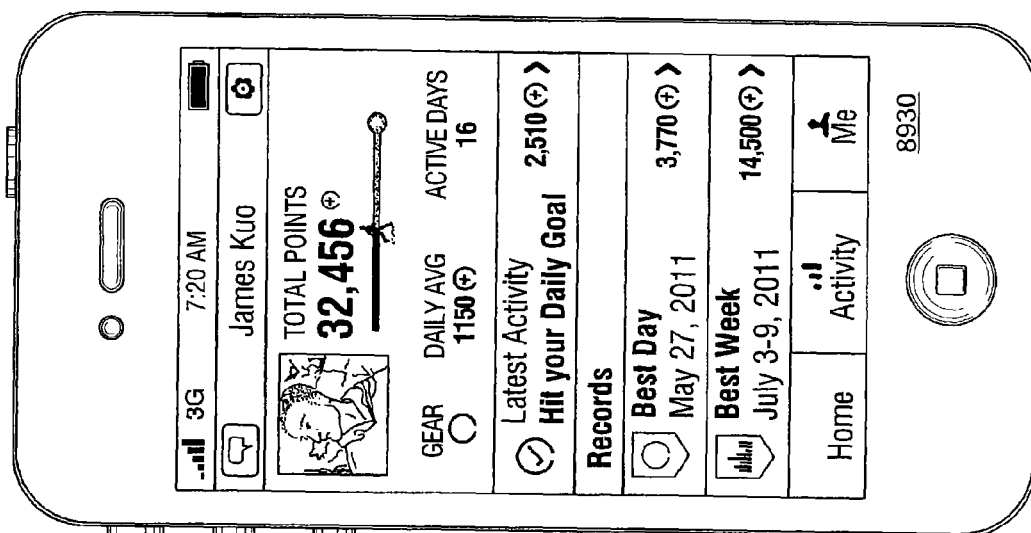 3G 7:20 AM
James Kuo
TOTAL POINTS
32,456
GEAR DAILY AVG ACTIVE DAYS
1150 16
Latest Activity
Hit your Daily Goal 2,510 >
Records
Best Day
May 27, 2011 3,770 >
Best Week
July 3-9, 2011 14,500 >
Home Activity Me
8930